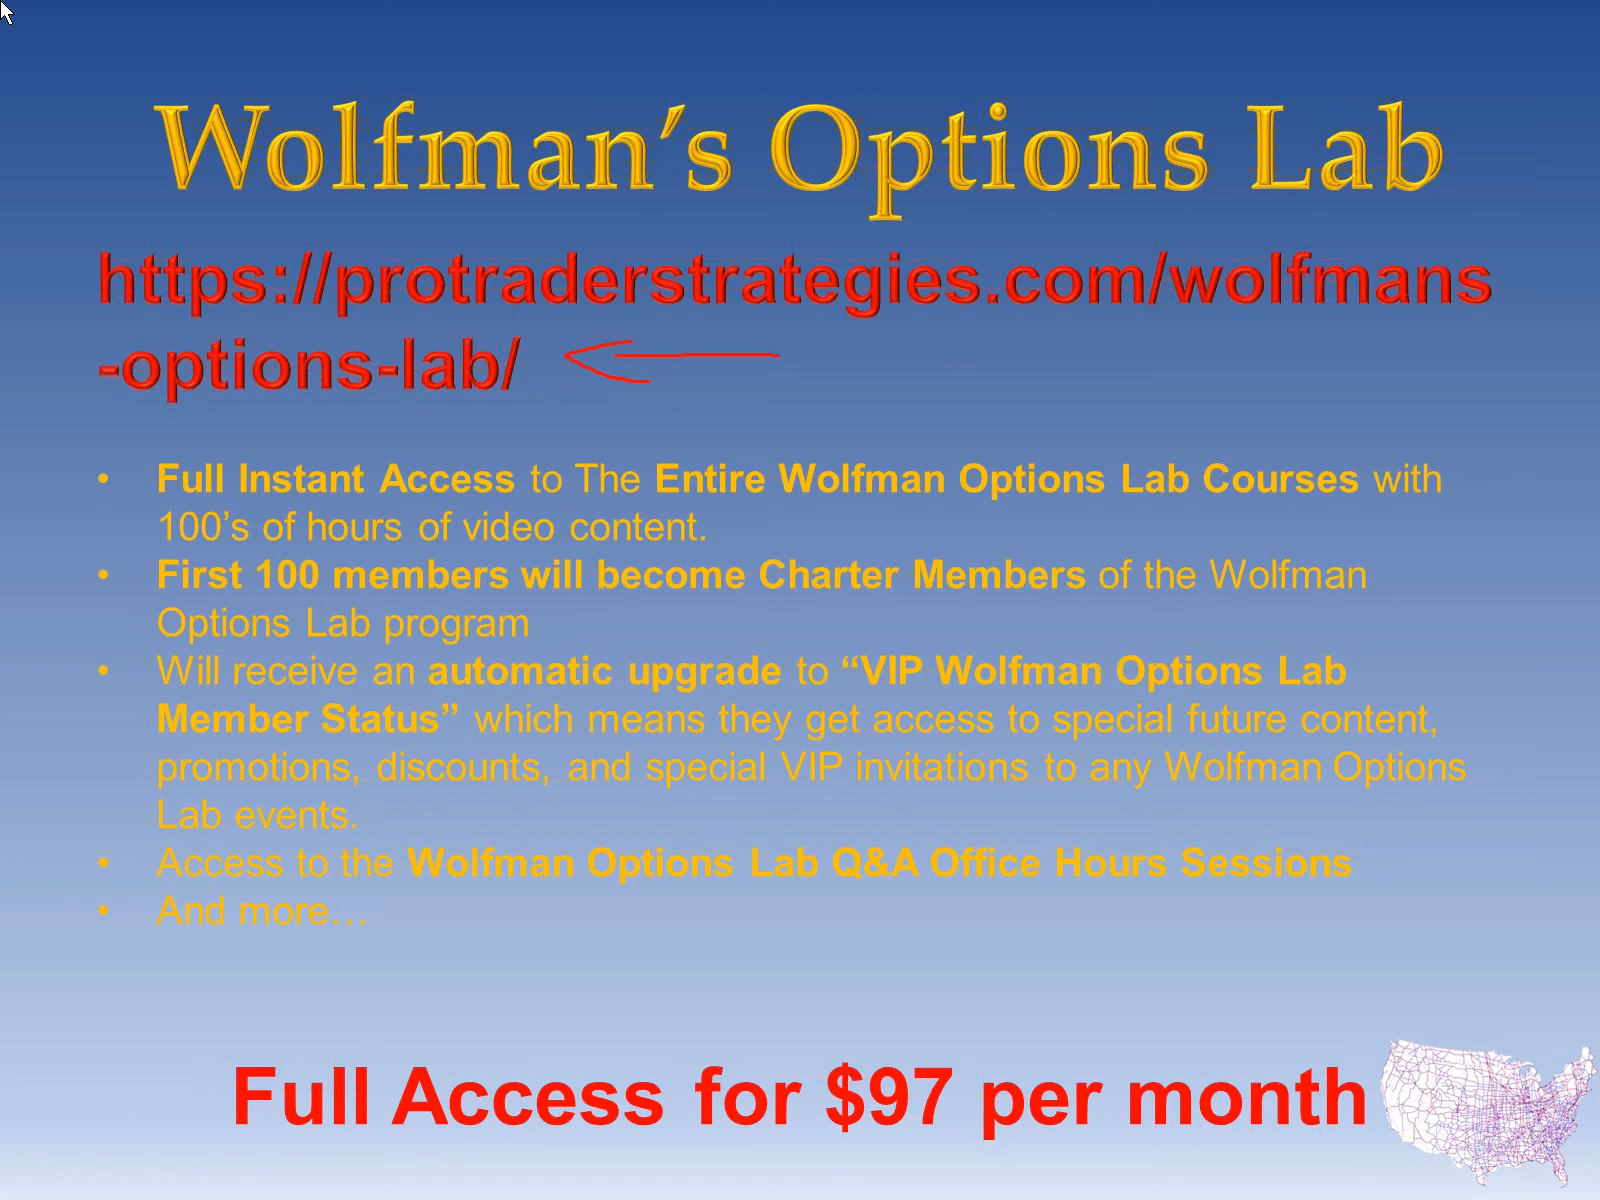 Wolfman’s Options Lab
https://protraderstrategies.com/wolfmans
-options-lab/
• Full Instant Access to The Entire Wolfman Options Lab Courses with
100’s of hours of video content.
• First 100 members will become Charter Members of the Wolfman
Options Lab program
• Will receive an automatic upgrade to “VIP Wolfman Options Lab
Member Status” which means they get access to special future content,
promotions, discounts, and special VIP invitations to any Wolfman Options
Lab events.
• Access to the Wolfman Options Lab Q&A Office Hours Sessions
• And more…
Full Access for $97 per month